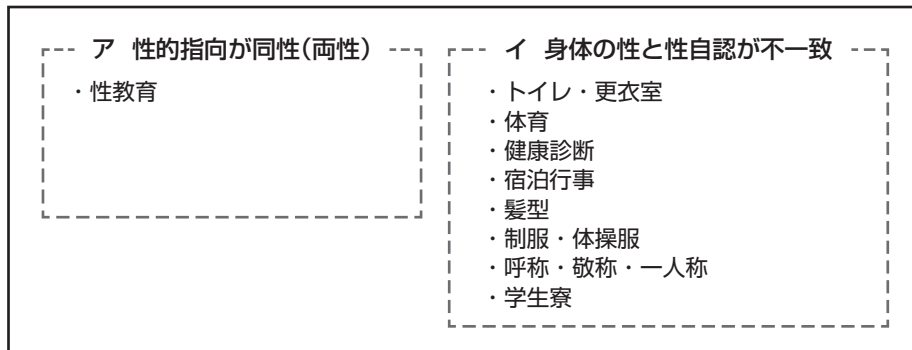 ア 性的指向が同性（両性）
・性教育
イ 身体の性と性自認が不一致
・トイレ・更衣室
・体育
・健康診断
・宿泊行事
・髪型
・制服・体操服
・呼称・敬称・一人称
・学生寮